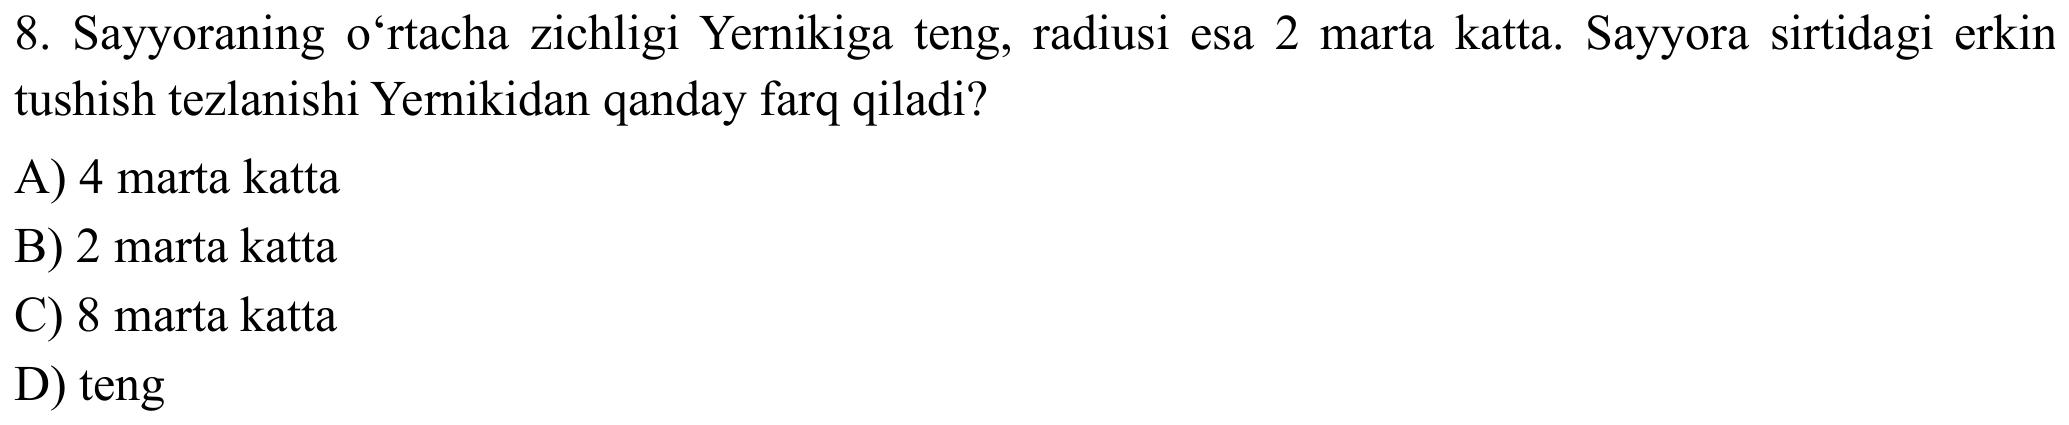 8. Sayyoraning o‘rtacha zichligi Yernikiga teng, radiusi esa 2 marta katta. Sayyora sirtidagi erkin
tushish tezlanishi Yernikidan qanday farq qiladi?
A) 4 marta katta
B) 2 marta katta
C) 8 marta katta
D) teng